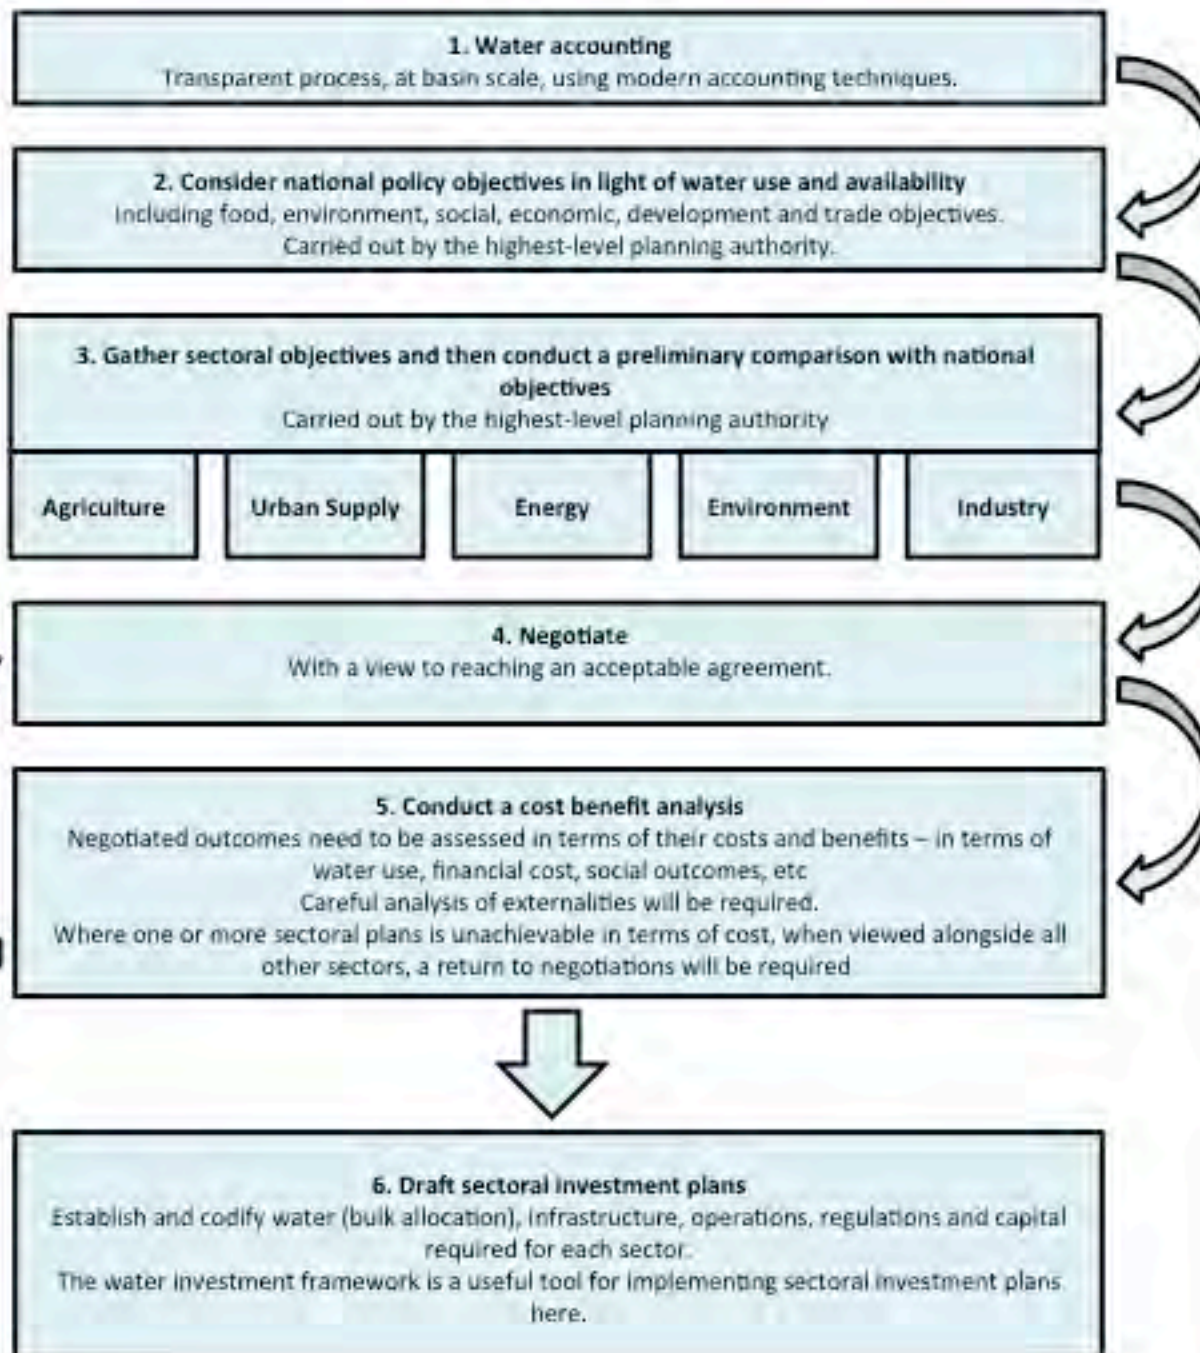 1. Water accounting
Transparent process, at basin scale, using modern accounting techniques.
2. Consider national policy objectives in light of water use and availability
Including food, environment, social, economic, development and trade objectives.
Carried out by the highest-level planning authority.
3. Gather sectoral objectives and then conduct a preliminary comparison with national
objectives
Carried out by the highest-level planning authority
Agriculture
Urban Supply
Energy
Environment
Industry
4. Negotiate
With a view to reaching an acceptable agreement.
5. Conduct a cost benefit analysis
Negotiated outcomes need to be assessed in terms of their costs and benefits – in terms of
water use, financial cost, social outcomes, etc
Careful analysis of externalities will be required.
Where one or more sectoral plans is unachievable in terms of cost, when viewed alongside all
other sectors, a return to negotiations will be required
6. Draft sectoral investment plans
Establish and codify water (bulk allocation), infrastructure, operations, regulations and capital
required for each sector.
The water investment framework is a useful tool for implementing sectoral investment plans
here.